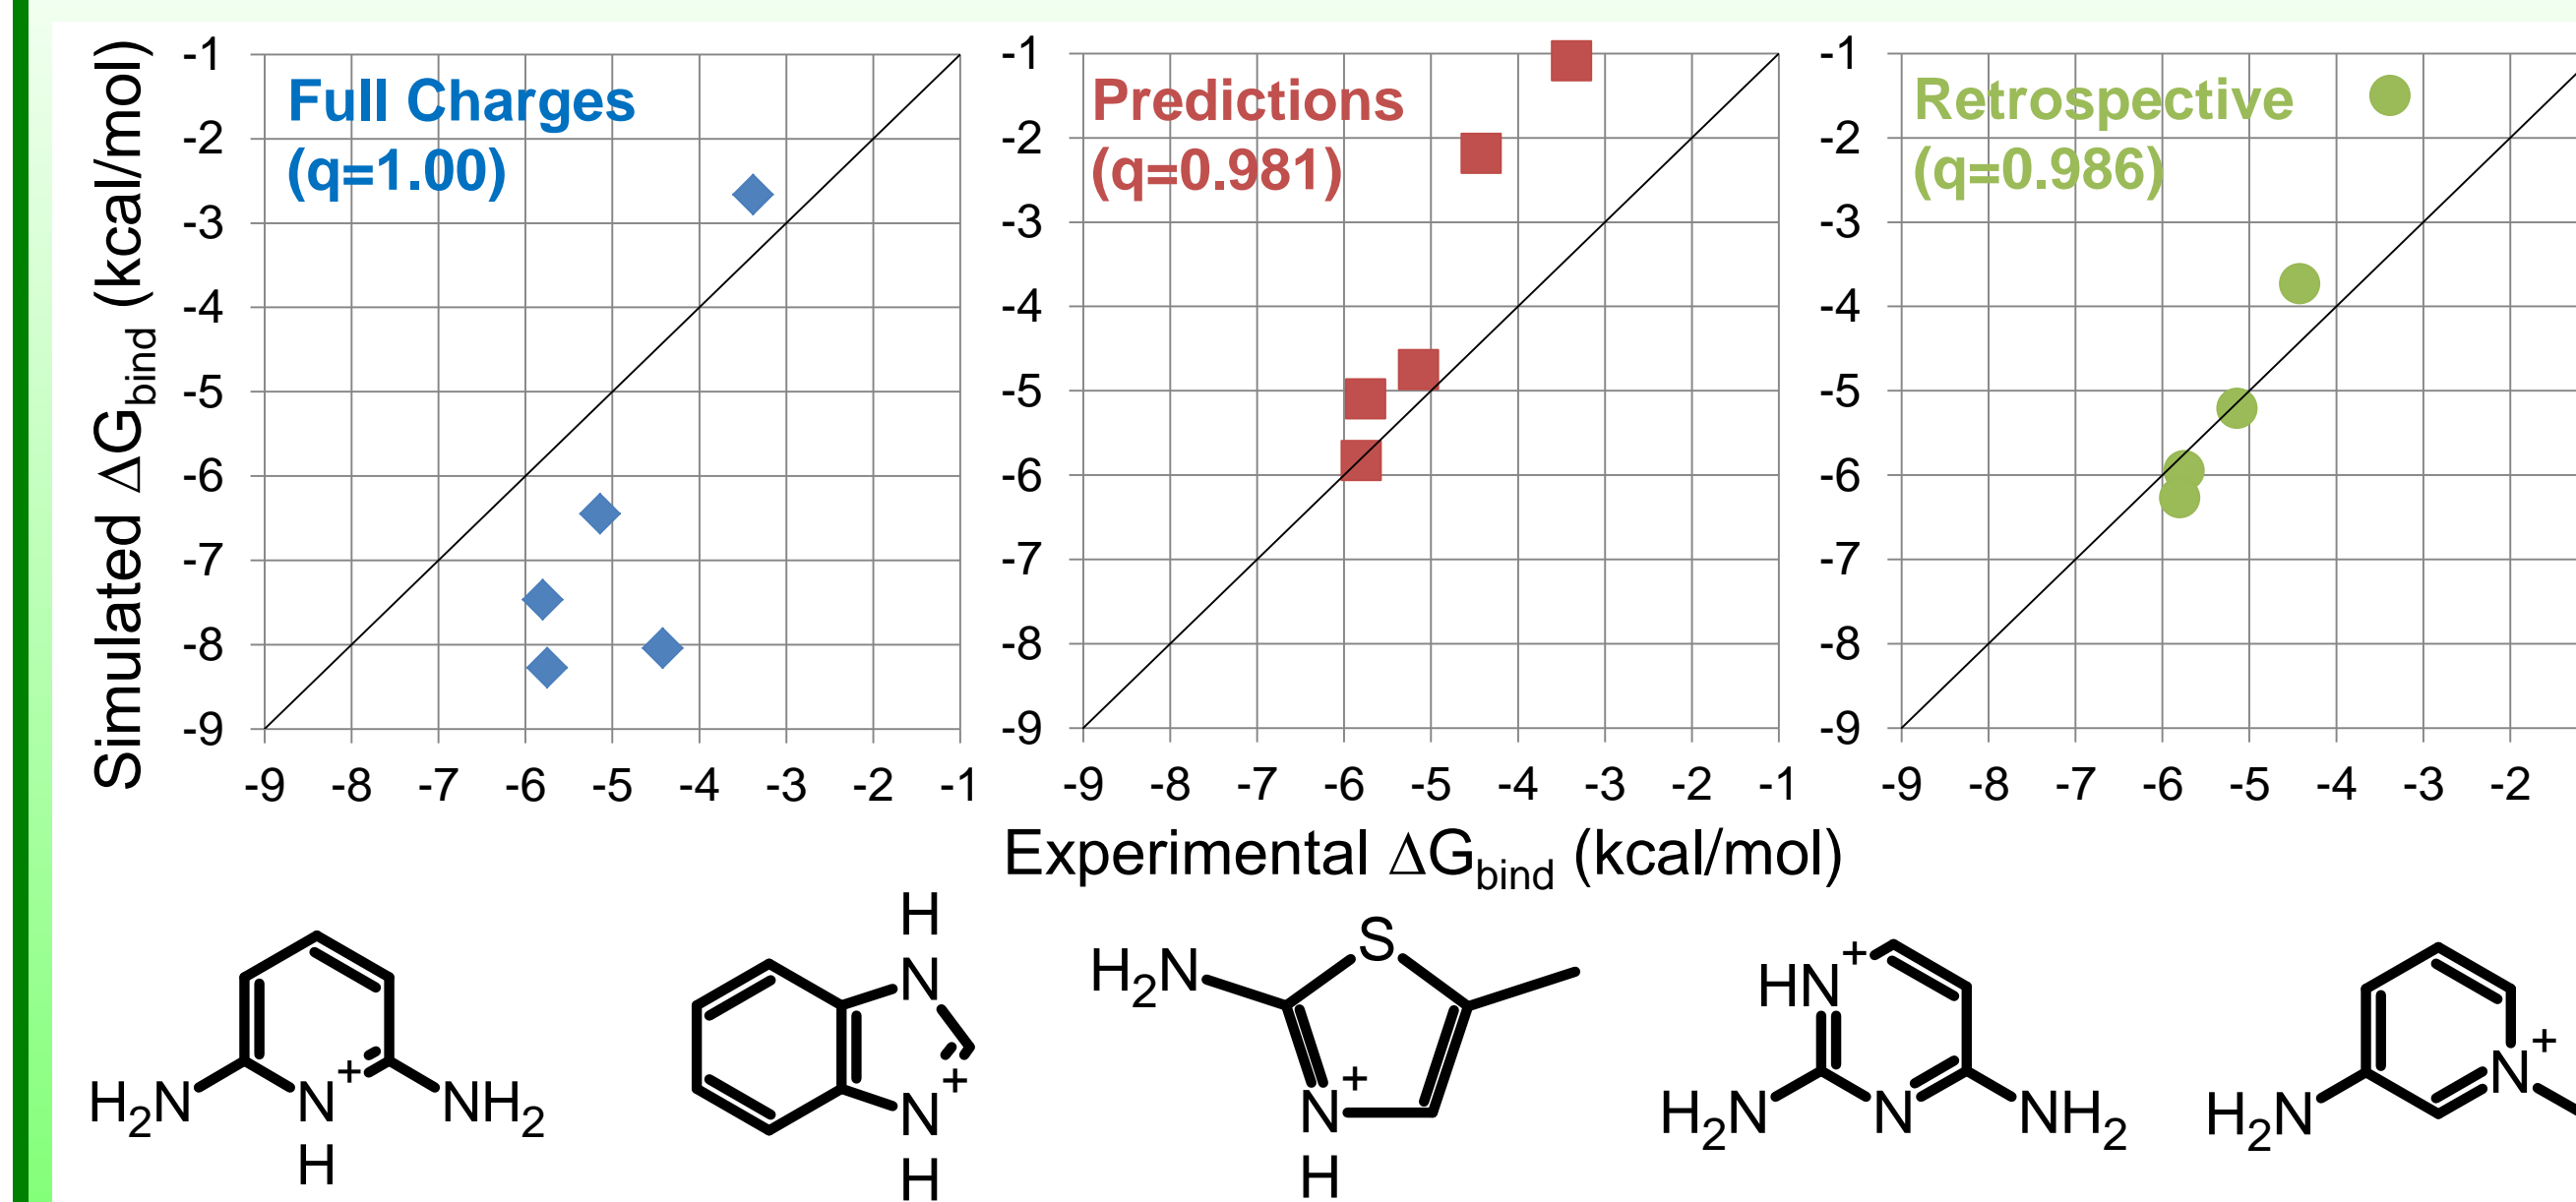 Simulated ΔGbind (kcal/mol)
-1
-2
-3
-4
-5
-6
-7
-8
-9
Full Charges
(q=1.00)
-9 -8 -7 -6 -5 -4 -3 -2 -1
-1
-2
-3
-4
-5
-6
-7
-8
-9
Predictions
(q=0.981)
-9 -8 -7 -6 -5 -4 -3 -2 -1
-1
-2
-3
-4
-5
-6
-7
-8
-9
Retrospective
(q=0.986)
-9 -8 -7 -6 -5 -4 -3 -2
Experimental ΔGbind (kcal/mol)
H2N N+ NH2
H
H
N
+
N
H
S
H2N
+
N
H
HN+
H2N N NH2
N+
H2N